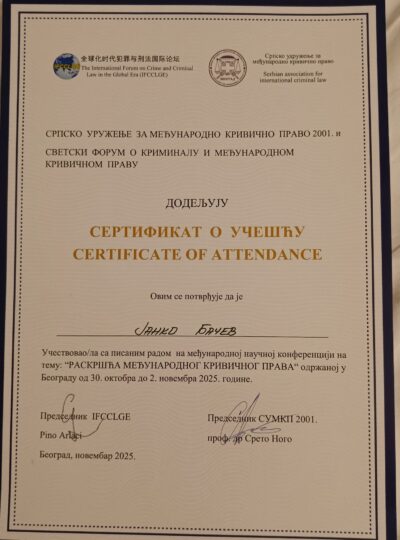 全球化时代犯罪与刑法国际论坛
The International Forum on Crime and Criminal
Law in the Global Era (IFCCLGE)
Српско удружење за
међународно кривично право
Serbian association for
international criminal law
СРПСКО УРУЖЕЊЕ ЗА МЕЂУНАРОДНО КРИВИЧНО ПРАВО 2001. и
СВЕТСКИ ФОРУМ О КРИМИНАЛУ И МЕЂУНАРОДНОМ
КРИВИЧНОМ ПРАВУ
ДОДЕЉУЈУ
СЕРТИФИКАТ О УЧЕШЋУ
CERTIFICATE OF ATTENDANCE
Овим се потврђује да је
ЈАНКО БАЧЕВ
Учествовао/ла са писаним радом на међународној научној конференцији на
тему: “РАСКРШЋА МЕЂУНАРОДНОГ КРИВИЧНОГ ПРАВА“ одржаној у
Београду од 30. октобра до 2. новембра 2025. године.
Председник IFCCLGE
Pino Arlaci
Председник СУМКП 2001.
проф. др Срето Ного
Београд, новембар 2025.